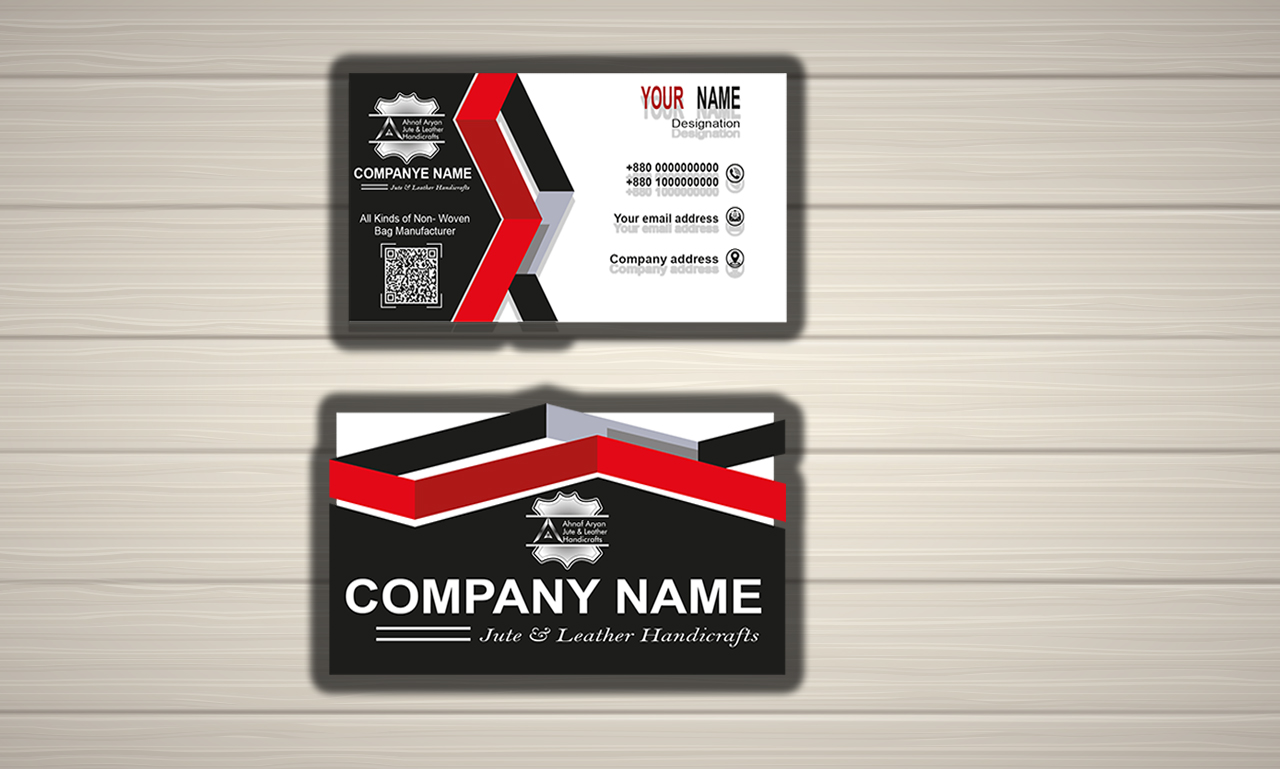 Ahnaf Aryan
Jute & Leather
Handicrafts
COMPANYE NAME
Jute & Leather Handicrafts
All Kinds of Non- Woven
Bag Manufacturer
YOUR NAME
Designation
+880 0000000000
+880 1000000000
Your email address
Company address
Ahnaf Aryan
Jute & Leather
Handicrafts
COMPANY NAME
Jute & Leather Handicrafts